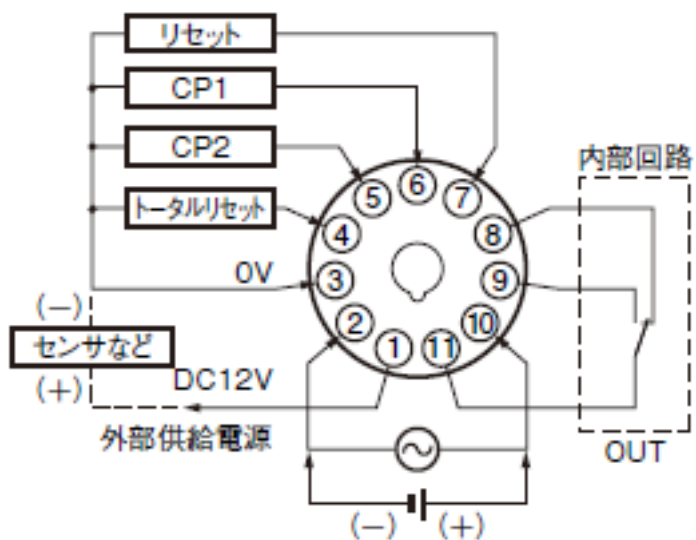 リセット
CP1
CP2
トータルリセット
内部回路
6
5
7
4
8
3
9
2
10
1
11
0V
(−)
センサなど
(+)
DC12V
外部供給電源
OUT
(−)
(+)